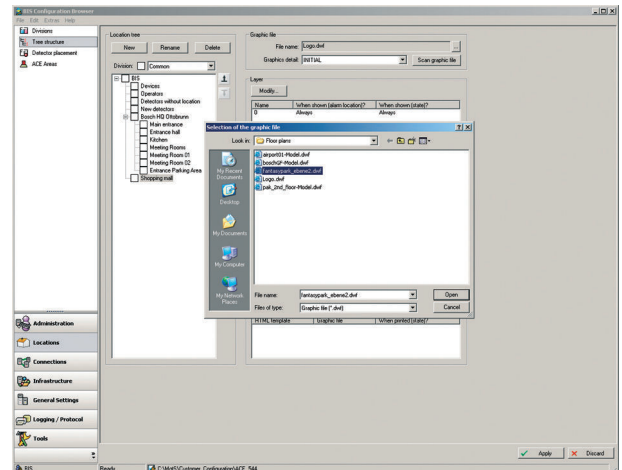 BIS Configuration Browser
File Edit Extras Help
Divisions
Tree structure
Detector placement
ACE Areas
Location tree
New Rename Delete
Division: Common
BIS
Devices
Operators
Detectors without location
New detectors
Bosch HQ Ottobrunn
Main entrance
Entrance hall
Kitchen
Meeting Rooms
Meeting Room 01
Meeting Room 02
Entrance Parking Area
Shopping mall
Graphic file
File name: Logo.dwf ...
Graphics detail: INITIAL Scan graphic file
Layer
Modify...
Name When shown (alarm location)? When shown (state)?
0 Always Always
Selection of the graphic file
Look in: Floor plans
My Recent Documents
Desktop
My Documents
My Computer
My Network Places
airport01-Model.dwf
boschGF-Model.dwf
fantasypark_ebene2.dwf
Logo.dwf
pak_2nd_floor-Model.dwf
File name: fantasypark_ebene2.dwf Open
Files of type: Graphic file (*.dwf) Cancel
HTML template Graphic file When printed (state)?
Administration
Locations
Connections
Infrastructure
General Settings
Logging / Protocol
Tools
Apply Discard
BIS Ready C:\MgtS\Customer_Configuration\ACE_544